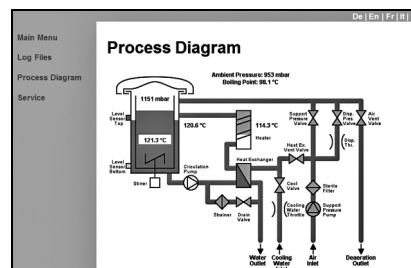 De | En | Fr | It |
Main Menu
Log Files
Process Diagram
Service
Process Diagram
Ambient Pressure: 953 mbar
Boiling Point: 98.1 °C
1151 mbar
Level
Sensor
Top
120.6 °C
114.3 °C
Heater
121.3 °C
Level
Sensor
Bottom
Stirrer
Circulation
Pump
Heat Exchanger
Strainer
Drain
Valve
Support
Pressure
Valve
Disp.
Pres.
Valve
Air
Vent
Valve
Heat Ex.
Vent Valve
Disp.
Thr.
Cool
Valve
Sterile
Filter
Cooling
Water
Throttle
Support
Pressure
Pump
Water
Outlet
Cooling
Water
Air
Inlet
Deaeration
Outlet